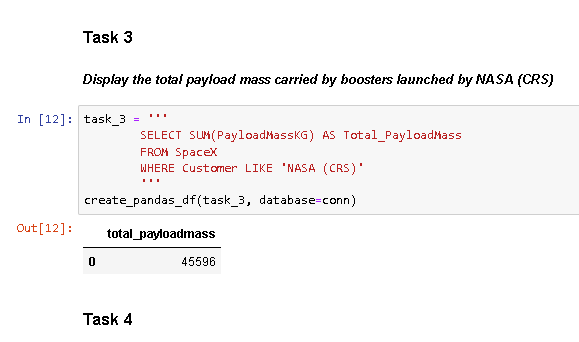 Task 3
Display the total payload mass carried by boosters launched by NASA (CRS)
In [12]: task_3 = '''
SELECT SUM(PayloadMassKG) AS Total_PayloadMass
FROM SpaceX
WHERE Customer LIKE 'NASA (CRS)'
'''
create_pandas_df(task_3, database=conn)
Out[12]:
total_payloadmass
0 45596
Task 4